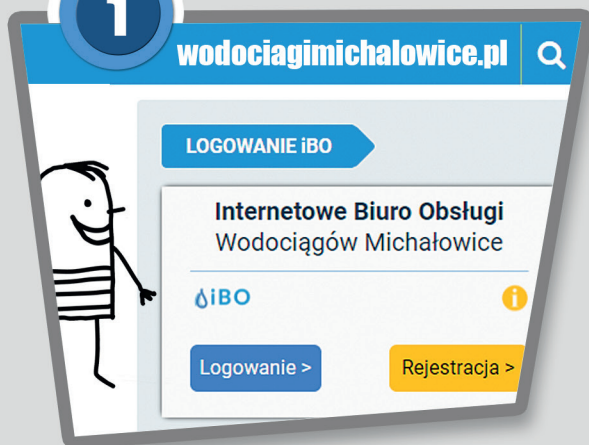 1
wodociagimichalowice.pl
LOGOWANIE iBO
Internetowe Biuro Obsługi
Wodociągów Michałowice
iBO
i
Logowanie >
Rejestracja >